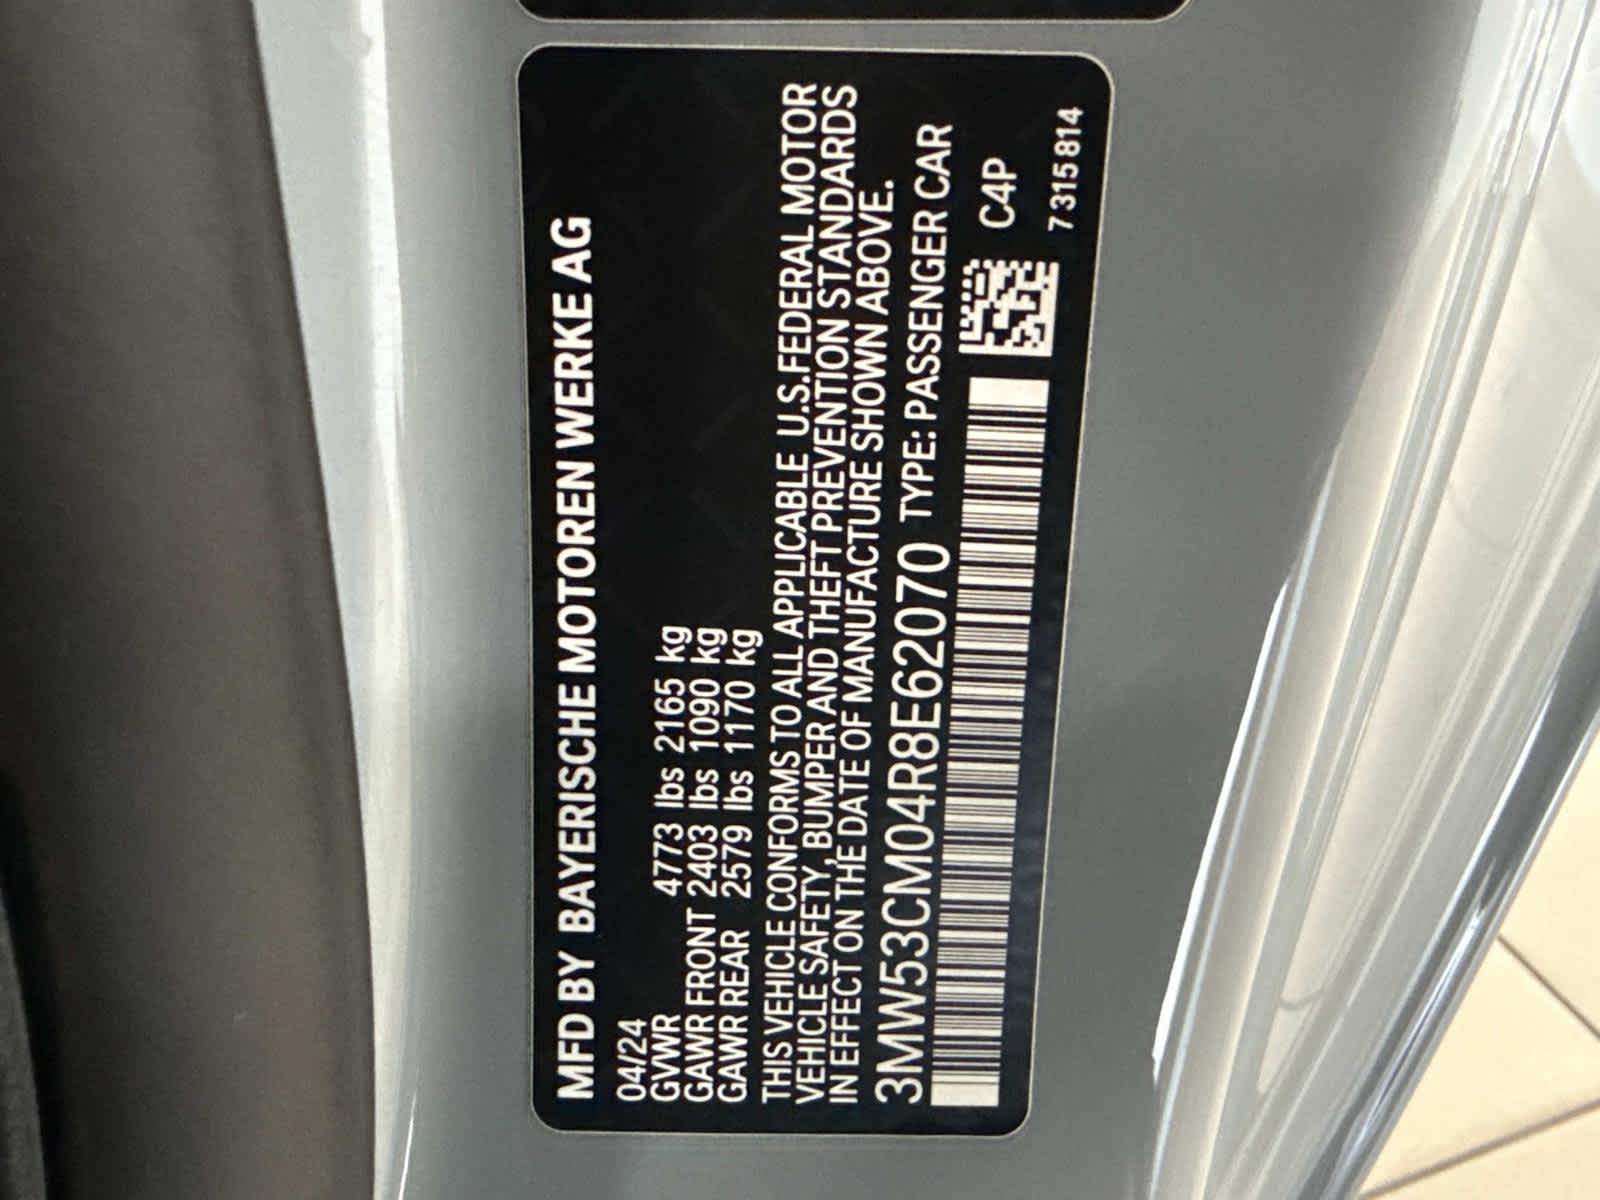 MFD BY BAYERISCHE MOTOREN WERKE AG
04/24
GVWR 4773 lbs 2165 kg
GAWR FRONT 2403 lbs 1090 kg
GAWR REAR 2579 lbs 1170 kg
THIS VEHICLE CONFORMS TO ALL APPLICABLE U.S.FEDERAL MOTOR
VEHICLE SAFETY, BUMPER AND THEFT PREVENTION STANDARDS
IN EFFECT ON THE DATE OF MANUFACTURE SHOWN ABOVE.
3MW53CM04R8E62070 TYPE: PASSENGER CAR
C4P
7315814